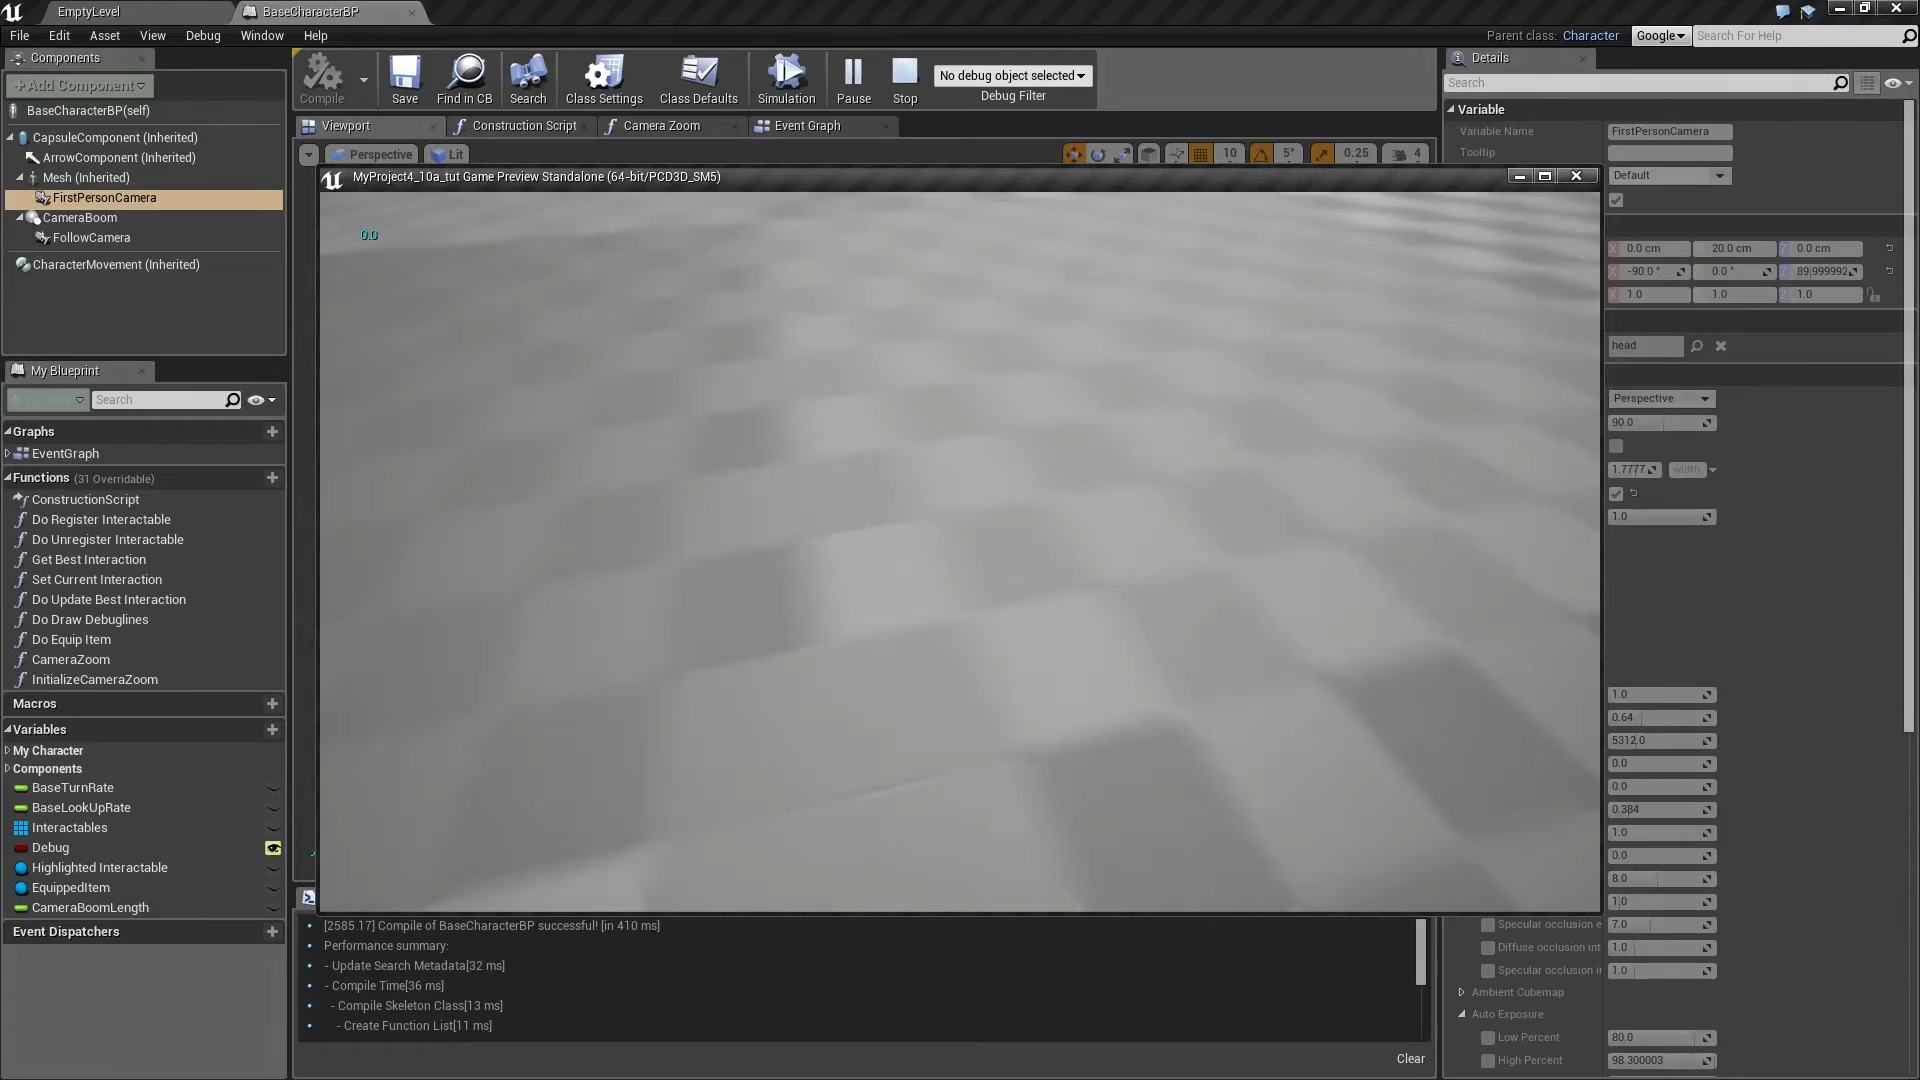 EmptyLevel
BaseCharacterBP
File
Edit
Asset
View
Debug
Window
Help
Parent class: Character
Google
Search For Help
Components
+Add Component
BaseCharacterBP(self)
CapsuleComponent (Inherited)
ArrowComponent (Inherited)
Mesh (Inherited)
FirstPersonCamera
CameraBoom
FollowCamera
CharacterMovement (Inherited)
Compile
Save
Find in CB
Search
Class Settings
Class Defaults
Simulation
Pause
Stop
No debug object selected
Debug Filter
Viewport
Construction Script
Camera Zoom
Event Graph
Perspective
Lit
10
5°
0.25
4
MyProject4_10a_tut Game Preview Standalone (64-bit/PCD3D_SM5)
0.0
My Blueprint
Search
Graphs
EventGraph
Functions (31 Overridable)
ConstructionScript
Do Register Interactable
Do Unregister Interactable
Get Best Interaction
Set Current Interaction
Do Update Best Interaction
Do Draw Debuglines
Do Equip Item
CameraZoom
InitializeCameraZoom
Macros
Variables
My Character
Components
BaseTurnRate
BaseLookUpRate
Interactables
Debug
Highlighted Interactable
EquippedItem
CameraBoomLength
Event Dispatchers
[2585.17] Compile of BaseCharacterBP successful! [in 410 ms]
Performance summary:
- Update Search Metadata[32 ms]
- Compile Time[36 ms]
- Compile Skeleton Class[13 ms]
- Create Function List[11 ms]
Clear
Details
Search
Variable
Variable Name
FirstPersonCamera
Tooltip
Default
X 0.0 cm
20.0 cm
Z 0.0 cm
X -90.0 °
0.0 °
Z 89.999992
X 1.0
1.0
Z 1.0
head
Perspective
90.0
1.7777
width
1.0
1.0
0.64
5312.0
0.0
0.0
0.384
1.0
0.0
8.0
1.0
Specular occlusion e
7.0
Diffuse occlusion int
1.0
Specular occlusion i
1.0
Ambient Cubemap
Auto Exposure
Low Percent
80.0
High Percent
98.300003